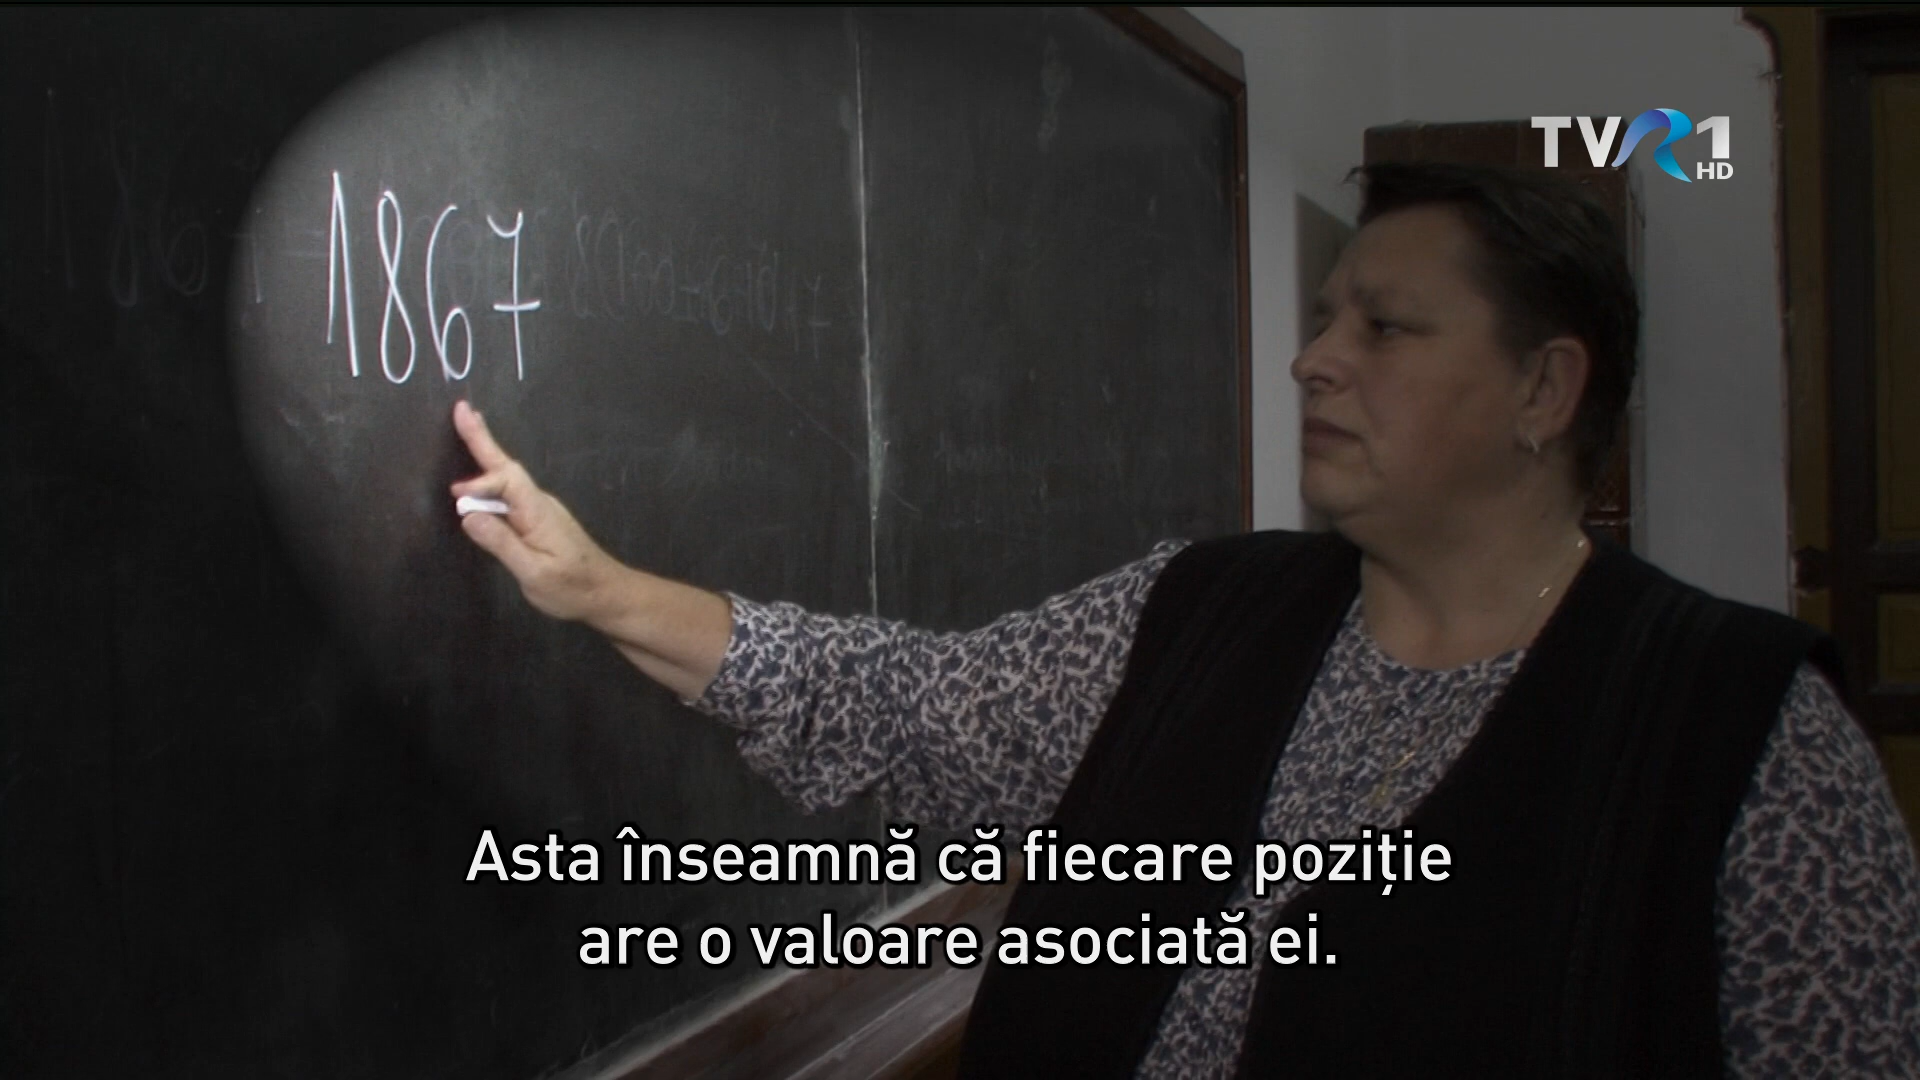 TVR1
HD
1867
Asta înseamnă că fiecare poziție
are o valoare asociată ei.